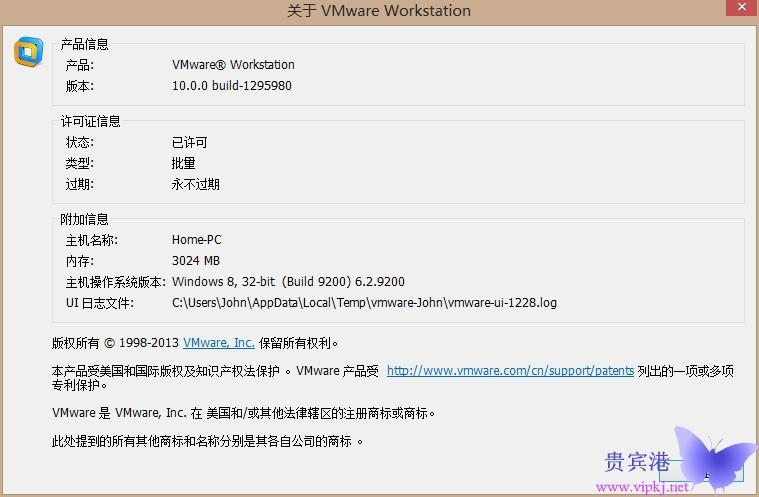 关于 VMware Workstation
产品信息
产品: VMware® Workstation
版本: 10.0.0 build-1295980
许可证信息
状态: 已许可
类型: 批量
过期: 永不过期
附加信息
主机名称: Home-PC
内存: 3024 MB
主机操作系统版本: Windows 8, 32-bit (Build 9200) 6.2.9200
UI 日志文件: C:\Users\John\AppData\Local\Temp\vmware-John\vmware-ui-1228.log
版权所有 © 1998-2013 VMware, Inc. 保留所有权利。
本产品受美国和国际版权及知识产权法保护 。VMware 产品受 http://www.vmware.com/cn/support/patents 列出的一项或多项
专利保护。
VMware 是 VMware, Inc. 在 美国和/或其他法律辖区的注册商标或商标。
此处提到的所有其他商标和名称分别是其各自公司的商标 。
贵宾港
www.vipkj.net